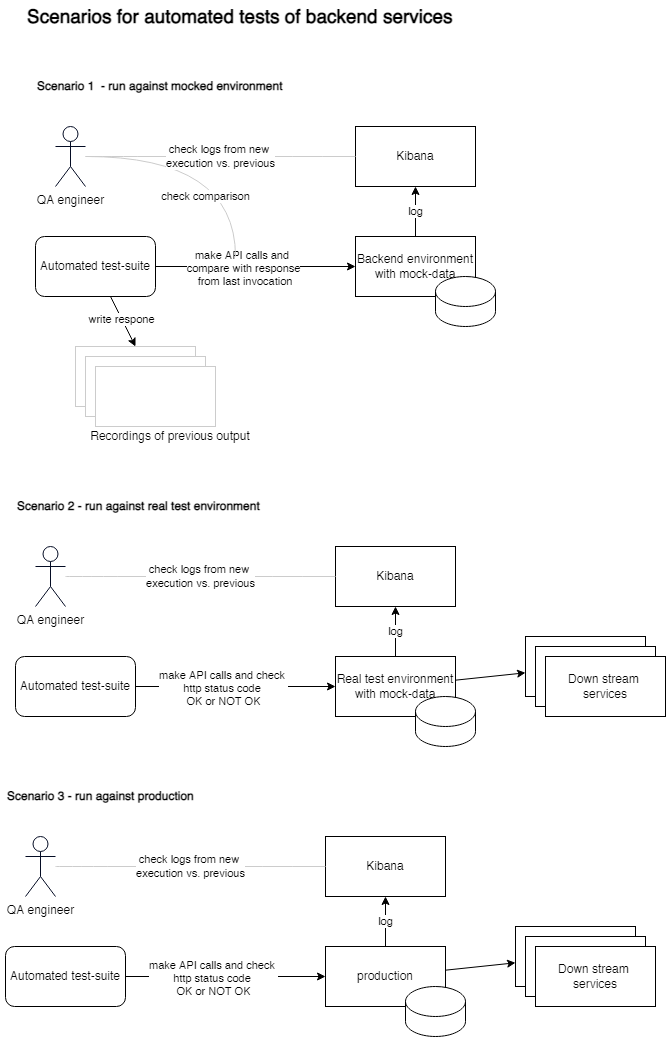 Scenarios for automated tests of backend services
Scenario 1 - run against mocked environment
check logs from new
execution vs. previous
Kibana
QA engineer
check comparison
log
Automated test-suite
make API calls and
compare with response
from last invocation
Backend environment
with mock-data
write respone
Recordings of previous output
Scenario 2 - run against real test environment
check logs from new
execution vs. previous
Kibana
QA engineer
log
Automated test-suite
make API calls and check
http status code
OK or NOT OK
Real test environment
with mock-data
Down stream
services
Scenario 3 - run against production
check logs from new
execution vs. previous
Kibana
QA engineer
log
Automated test-suite
make API calls and check
http status code
OK or NOT OK
production
Down stream
services